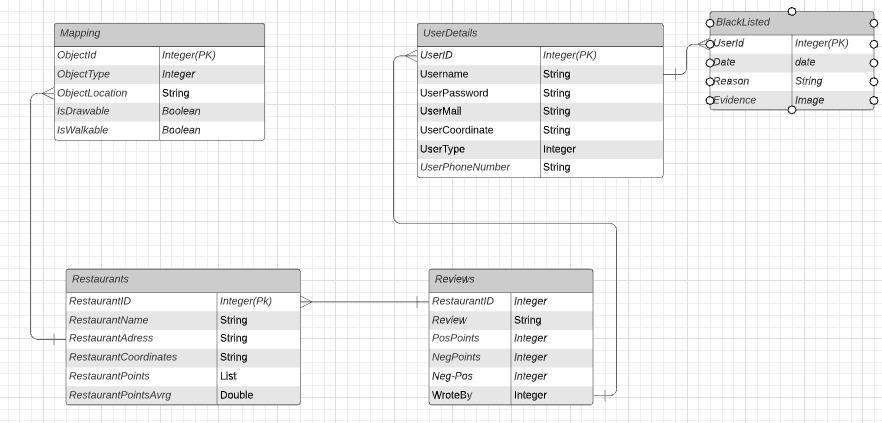 Mapping
ObjectId Integer(PK)
ObjectType Integer
ObjectLocation String
IsDrawable Boolean
IsWalkable Boolean
UserDetails
UserID Integer(PK)
Username String
UserPassword String
UserMail String
UserCoordinate String
UserType Integer
UserPhoneNumber String
BlackListed
UserId Integer(PK)
Date date
Reason String
Evidence Image
Restaurants
RestaurantID Integer(Pk)
RestaurantName String
RestaurantAdress String
RestaurantCoordinates String
RestaurantPoints List
RestaurantPointsAvrg Double
Reviews
RestaurantID Integer
Review String
PosPoints Integer
NegPoints Integer
Neg-Pos Integer
WroteBy Integer